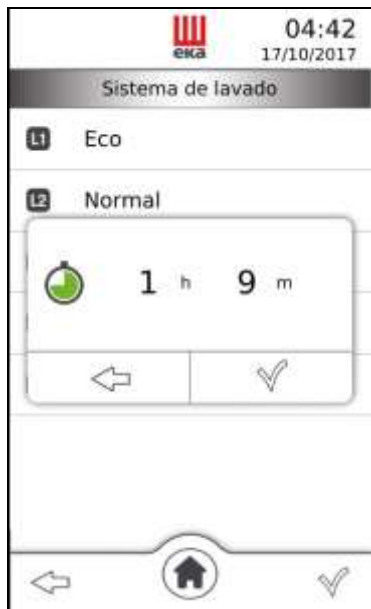 04:42
eka
17/10/2017
Sistema de lavado
L1 Eco
L2 Normal
1 h 9 m